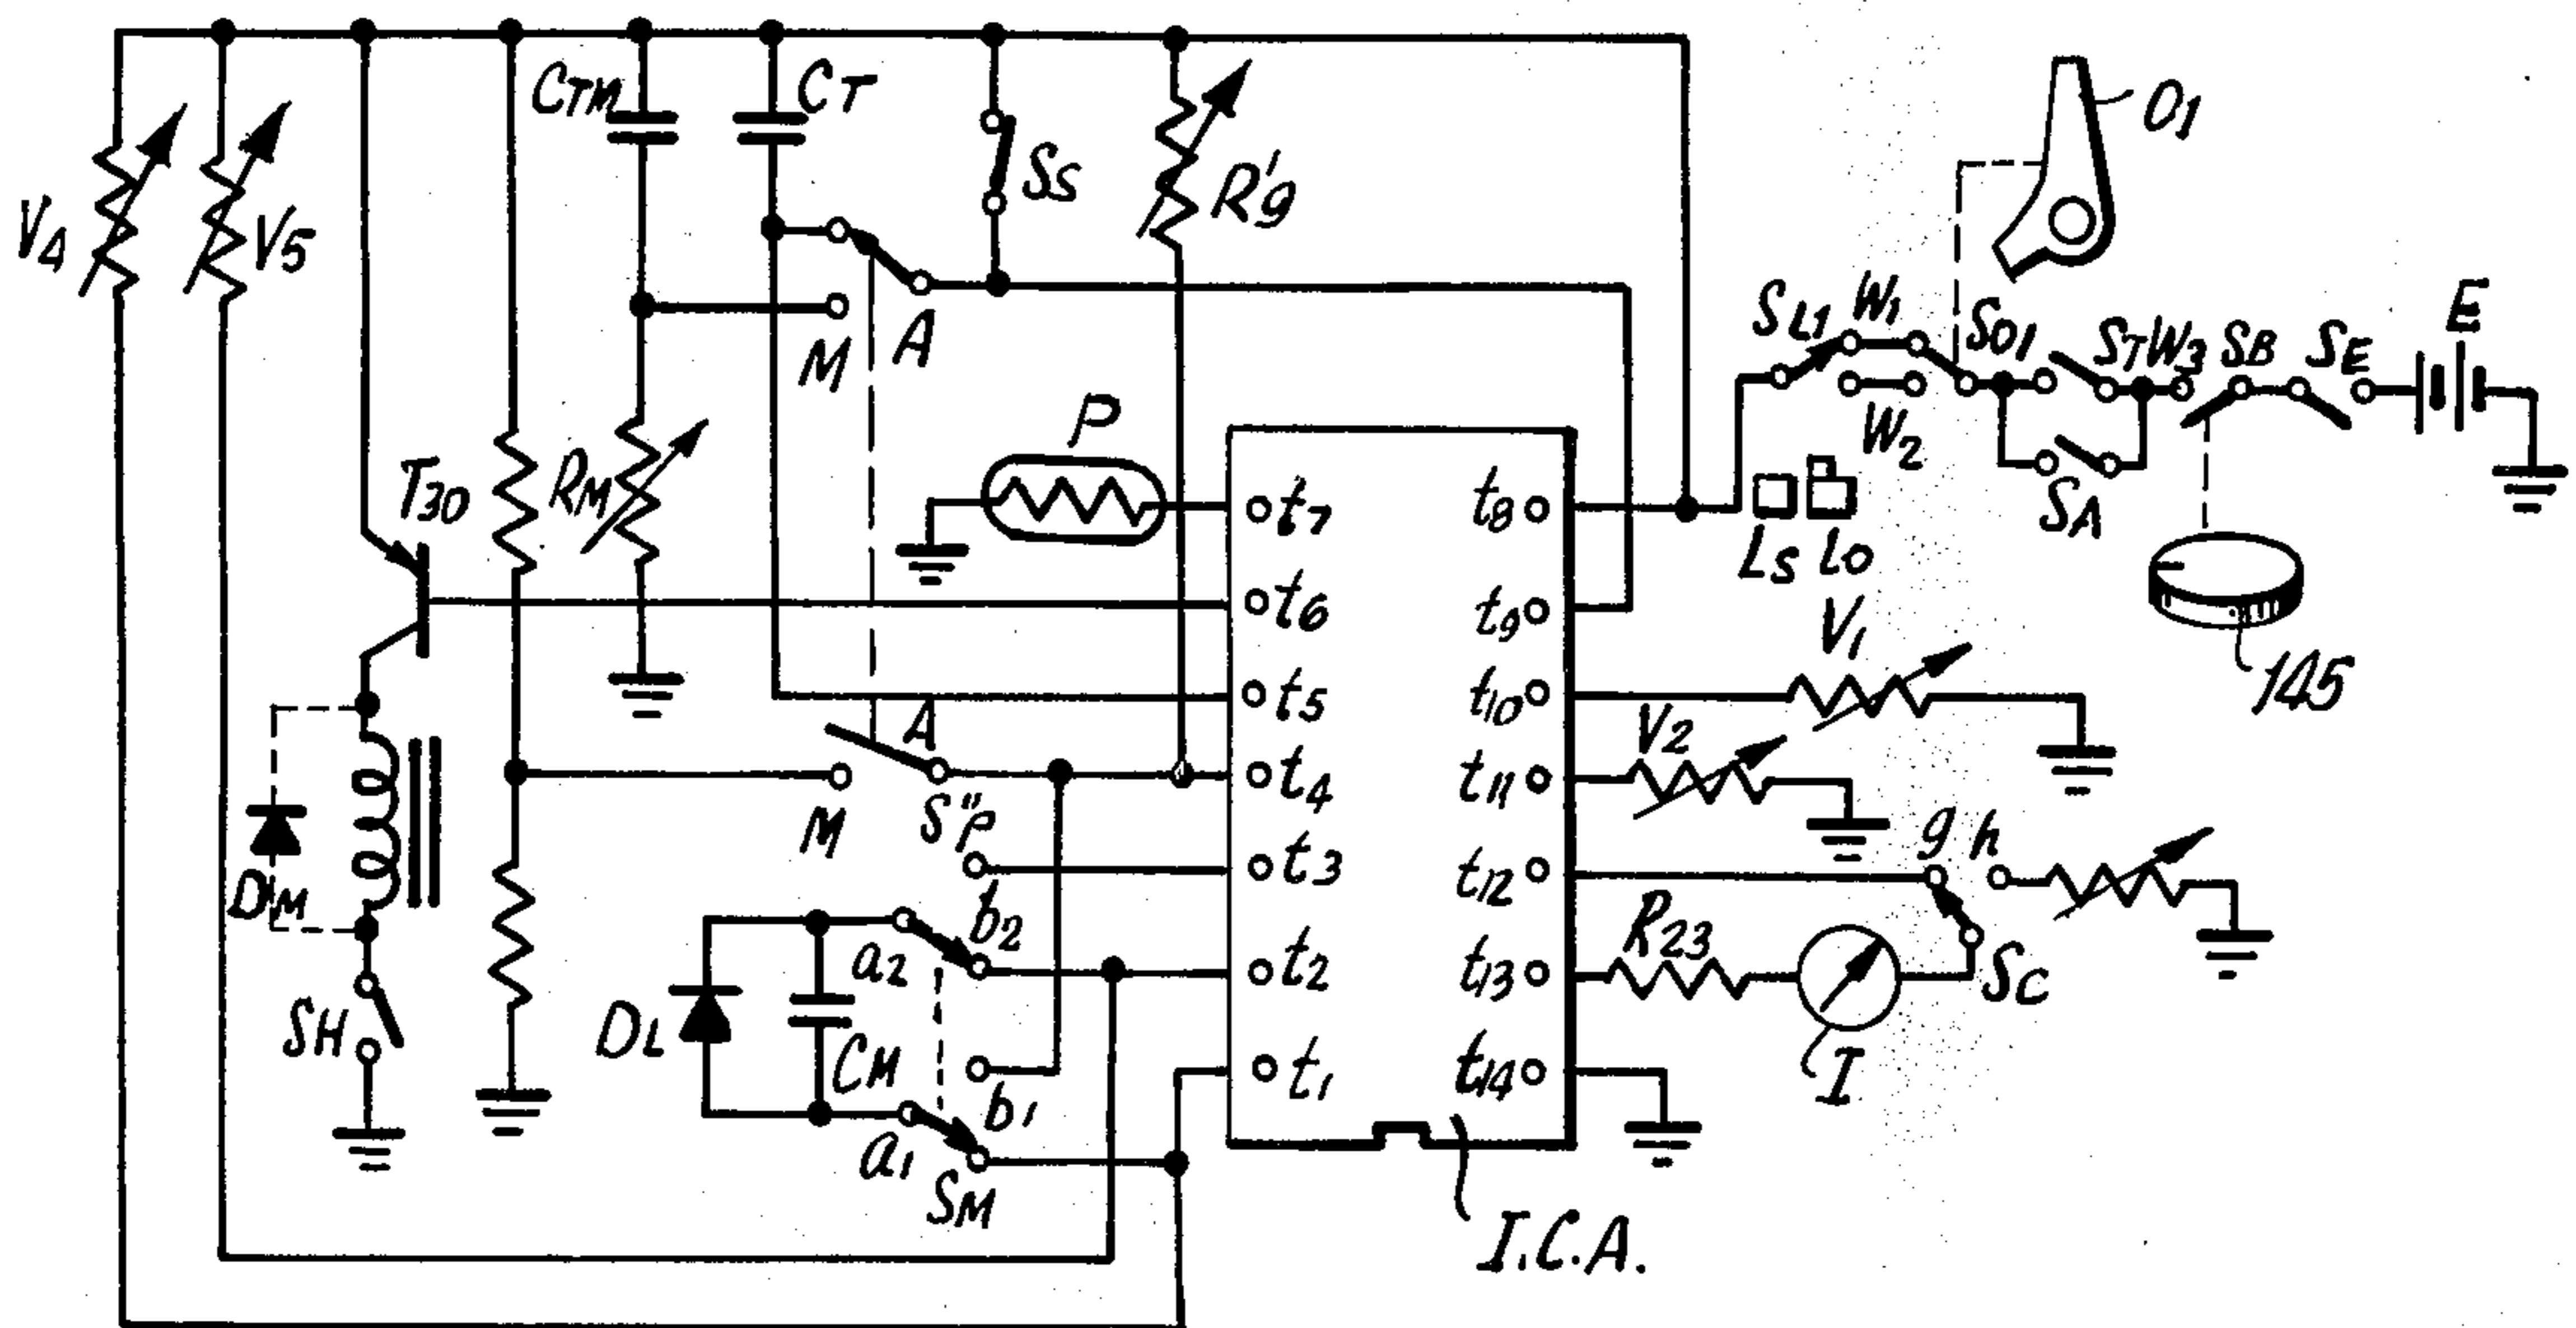 CTM
CT
SS
R'9
O1
V4
V5
M
A
SL1
W1
SO1
ST
W3
SB
SE
E
W2
SA
P
T30
RM
LS
LO
t7
t8
t6
t9
V1
145
t5
t10
V2
A
t4
t11
M
S"P
g
h
t3
t12
DM
b2
R23
SC
a2
t2
t13
SH
DL
CM
b1
t1
t14
I
a1
SM
I.C.A.